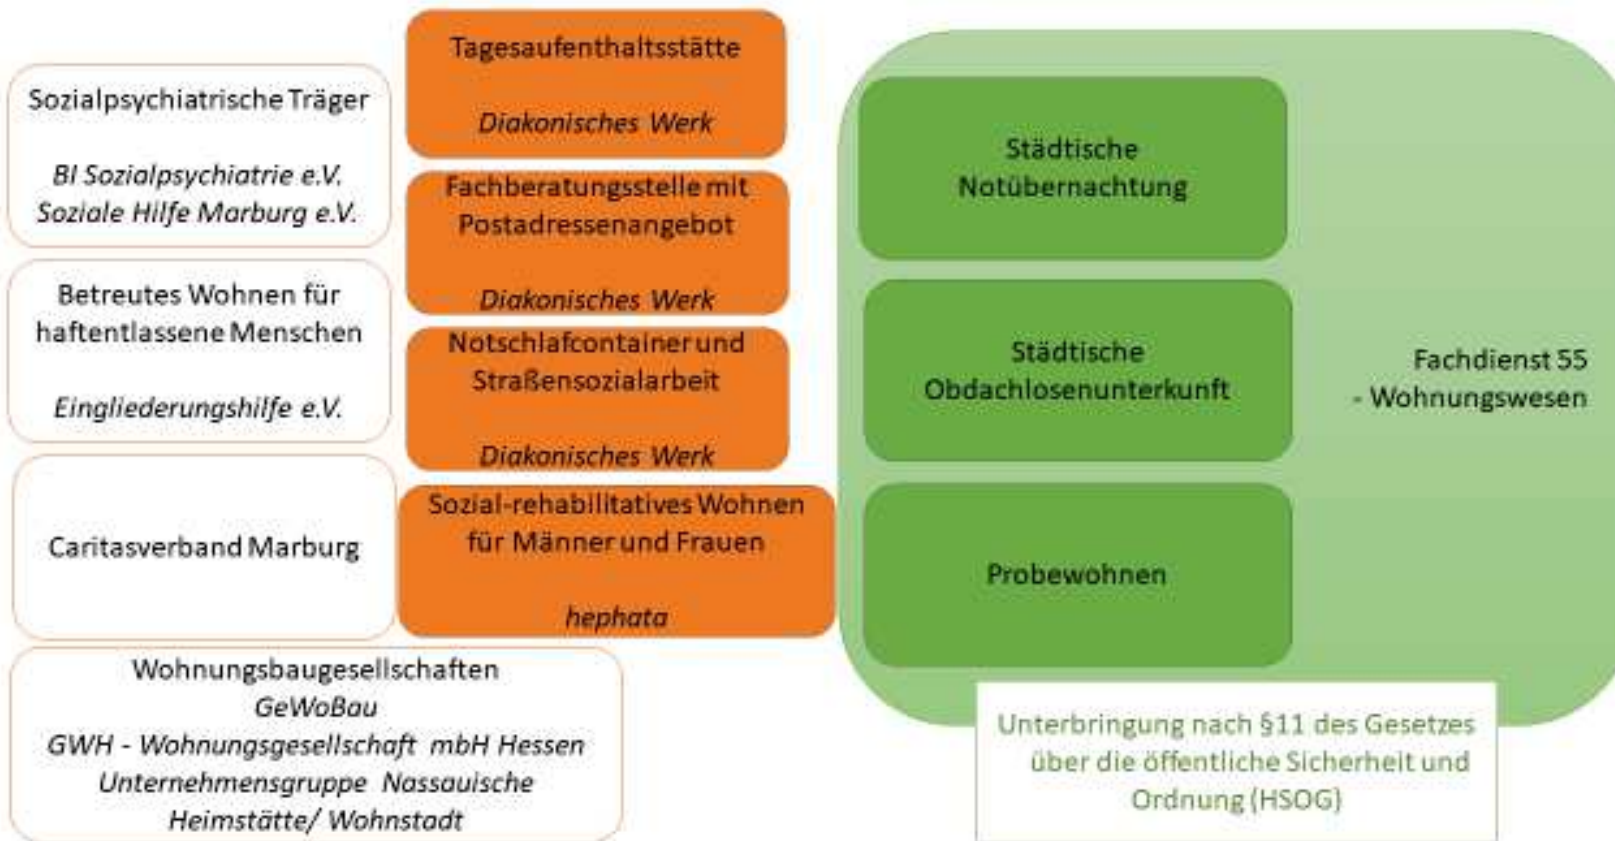 Sozialpsychiatrische Träger
BI Sozialpsychiatrie e.V.
Soziale Hilfe Marburg e.V.
Betreutes Wohnen für
haftentlassene Menschen
Eingliederungshilfe e.V.
Caritasverband Marburg
Wohnungsbaugesellschaften
GeWoBau
GWH - Wohnungsgesellschaft mbH Hessen
Unternehmensgruppe Nassauische
Heimstätte/ Wohnstadt
Tagesaufenthaltsstätte
Diakonisches Werk
Fachberatungsstelle mit
Postadressenangebot
Diakonisches Werk
Notschlafcontainer und
Straßensozialarbeit
Diakonisches Werk
Sozial-rehabilitatives Wohnen
für Männer und Frauen
hephata
Städtische
Notübernachtung
Städtische
Obdachlosenunterkunft
Probewohnen
Fachdienst 55
- Wohnungswesen
Unterbringung nach §11 des Gesetzes
über die öffentliche Sicherheit und
Ordnung (HSOG)